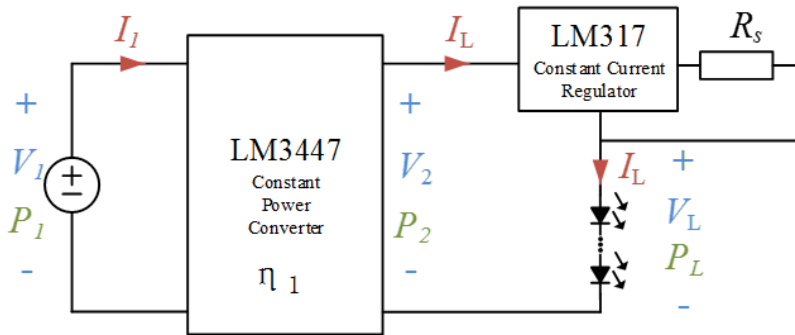 I1
IL
LM317
Constant Current
Regulator
Rs
+
V1
P1
-
+
−
LM3447
Constant
Power
Converter
η 1
+
V2
P2
-
IL
+
VL
PL
-